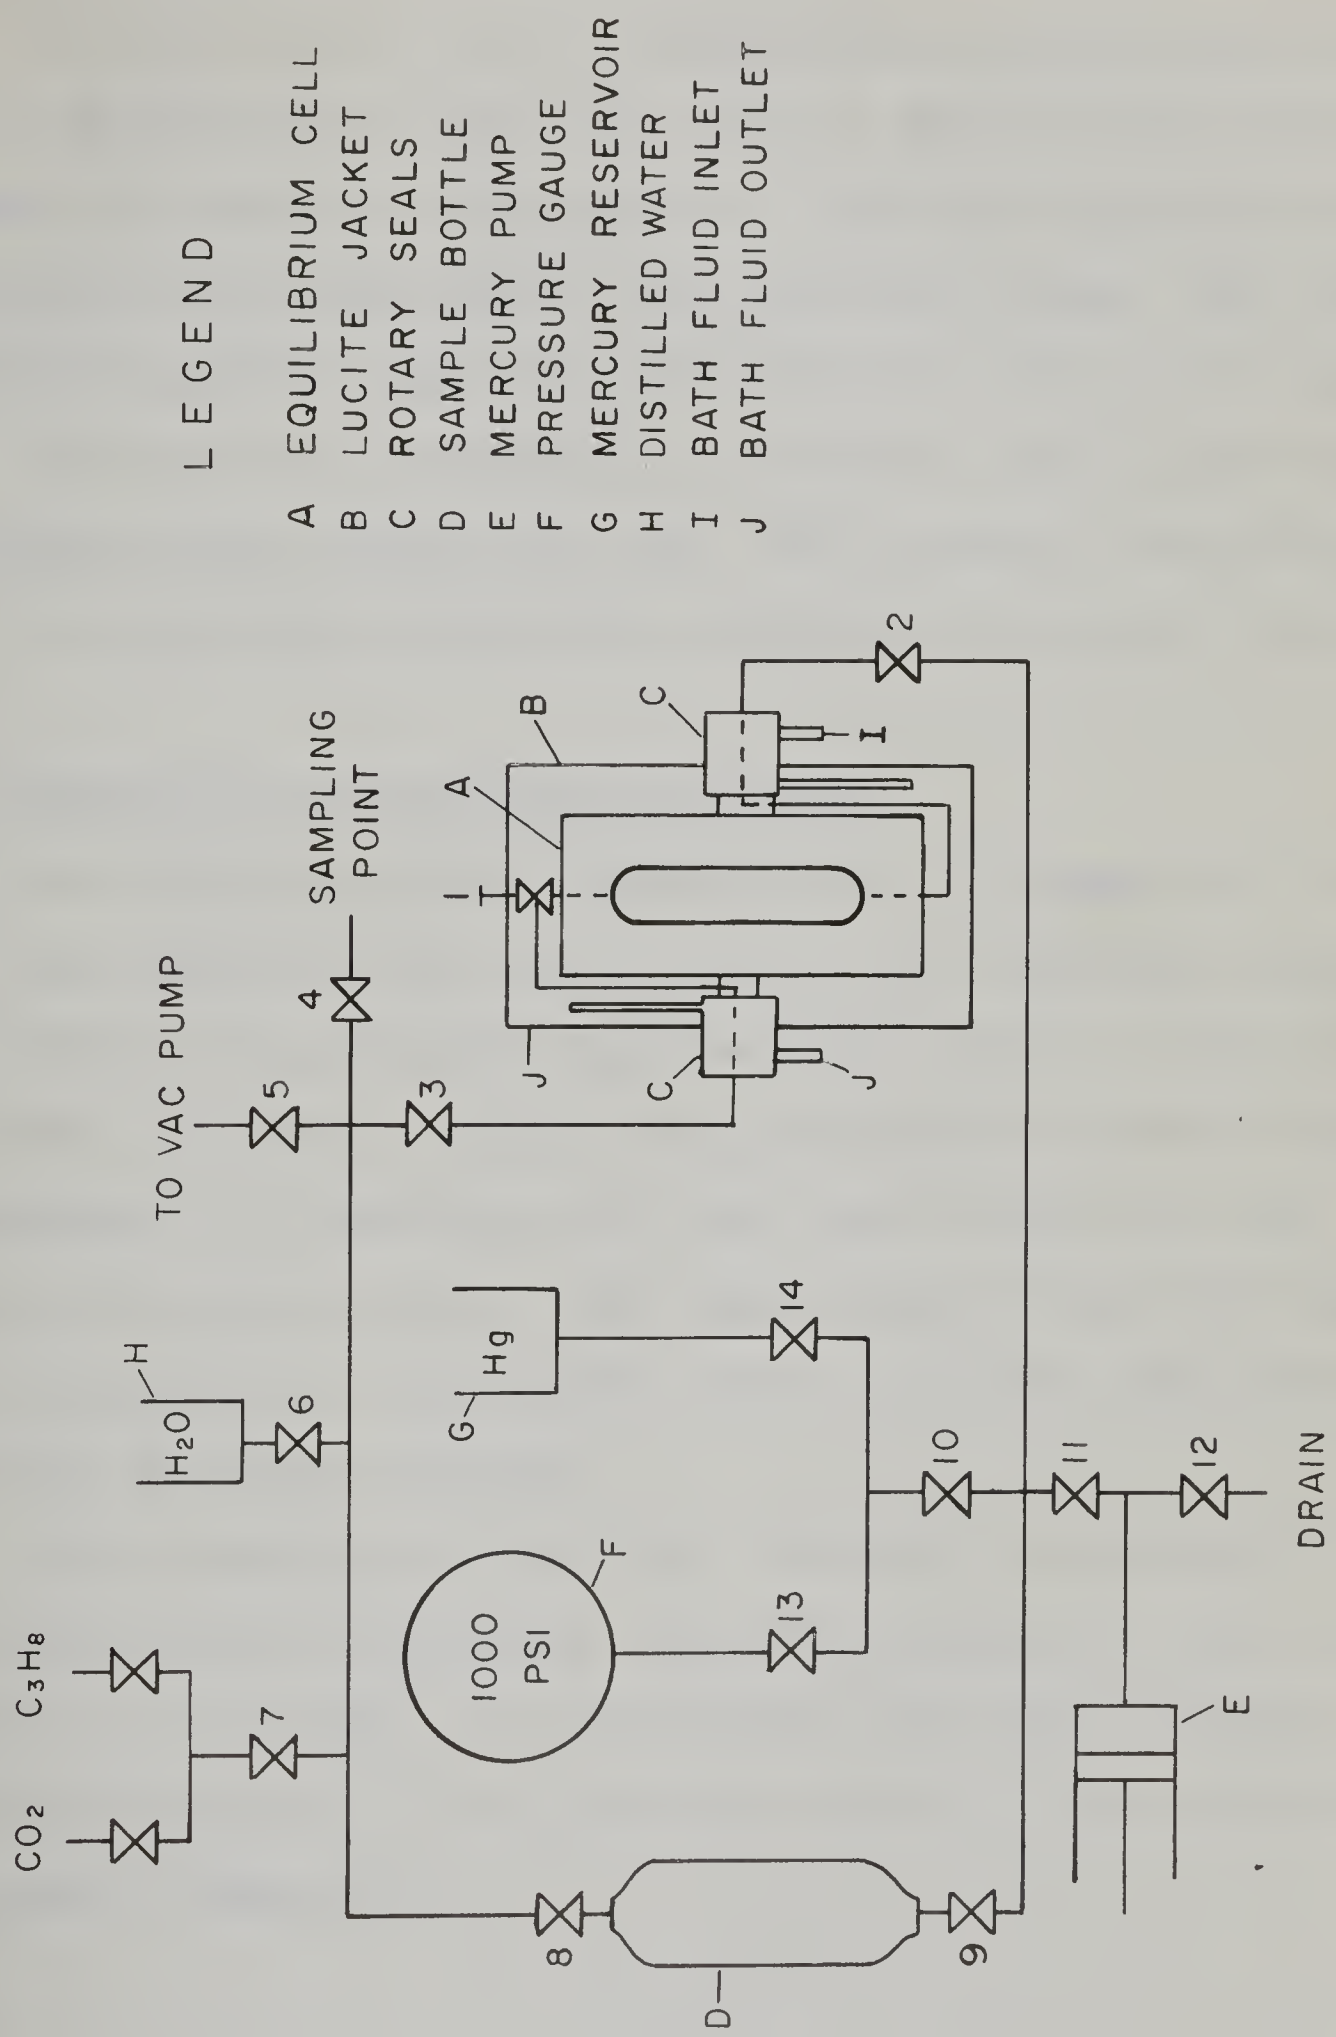 CO₂
C₃H₈
H
H₂O
TO VAC PUMP
7
6
5
4
SAMPLING
POINT
3
8
1000
PSI
F
G
Hg
1
A
B
J
C
C
D
13
14
J
I
2
9
10
11
12
E
DRAIN
LEGEND
A EQUILIBRIUM CELL
B LUCITE JACKET
C ROTARY SEALS
D SAMPLE BOTTLE
E MERCURY PUMP
F PRESSURE GAUGE
G MERCURY RESERVOIR
H DISTILLED WATER
I BATH FLUID INLET
J BATH FLUID OUTLET